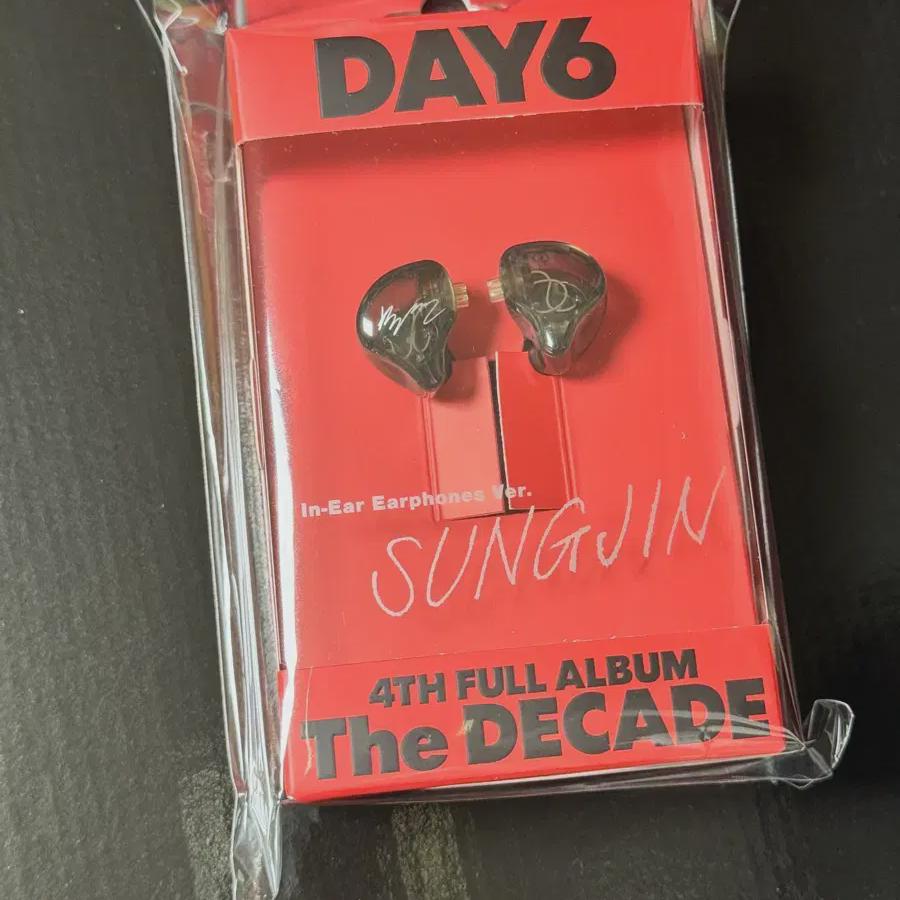 DAY6
In-Ear Earphones Ver.
SUNGJIN
4TH FULL ALBUM
The DECADE